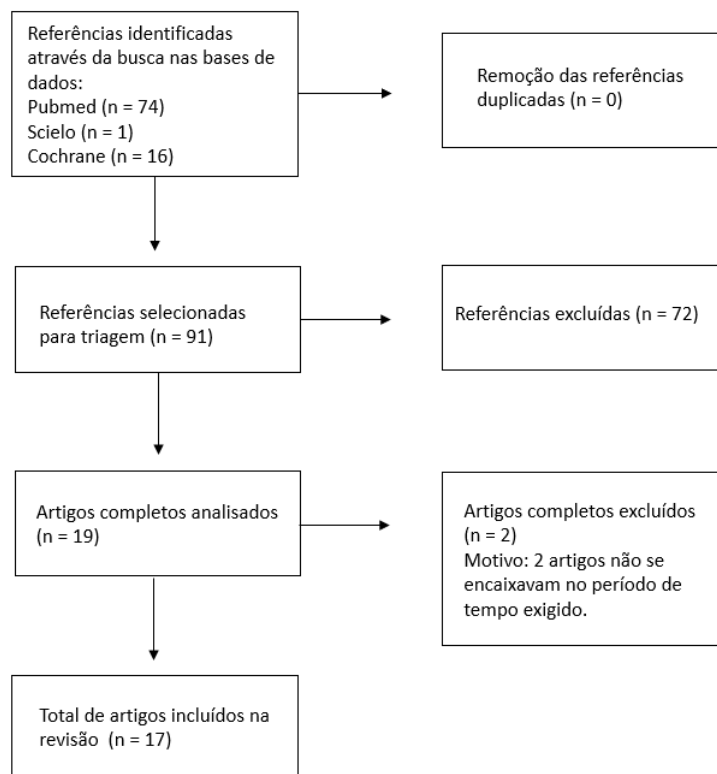 Referências identificadas
através da busca nas bases de
dados:
Pubmed (n = 74)
Scielo (n = 1)
Cochrane (n = 16)
Remoção das referências
duplicadas (n = 0)
Referências selecionadas
para triagem (n = 91)
Referências excluídas (n = 72)
Artigos completos analisados
(n = 19)
Artigos completos excluídos
(n = 2)
Motivo: 2 artigos não se
encaixavam no período de
tempo exigido.
Total de artigos incluídos na
revisão (n = 17)